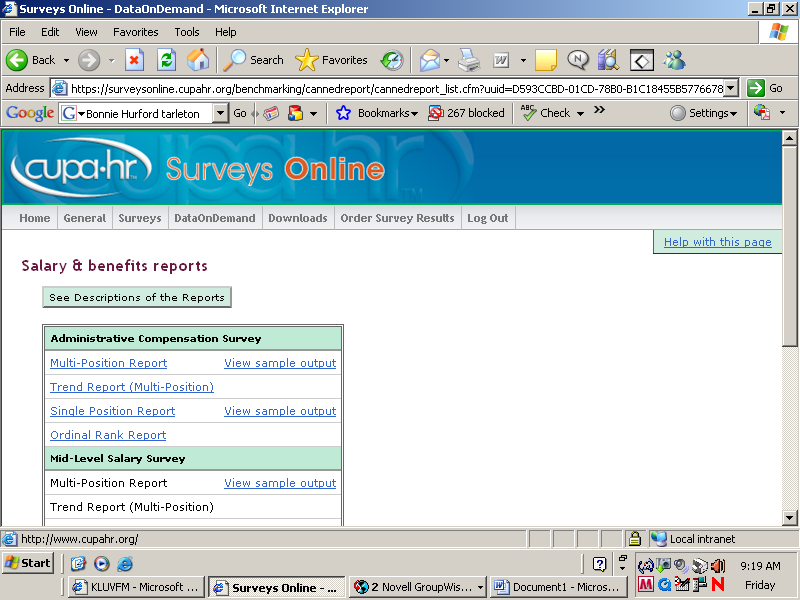 Surveys Online - DataOnDemand - Microsoft Internet Explorer
File Edit View Favorites Tools Help
Back Search Favorites
Address https://surveysonline.cupahr.org/benchmarking/cannedreport/cannedreport_list.cfm?uuid=D593CCBD-01CD-78B0-B1C18455B5776678 Go
Google G Bonnie Hurford tarleton Go Bookmarks 267 blocked ABC Check » Settings
cupa-hr™ Surveys Online
Home General Surveys DataOnDemand Downloads Order Survey Results Log Out
Help with this page
Salary & benefits reports
See Descriptions of the Reports
Administrative Compensation Survey
Multi-Position Report View sample output
Trend Report (Multi-Position)
Single Position Report View sample output
Ordinal Rank Report
Mid-Level Salary Survey
Multi-Position Report View sample output
Trend Report (Multi-Position)
http://www.cupahr.org/ Local intranet
Start 9:19 AM
KLUVFM - Microsoft ... Surveys Online - ... 2 Novell GroupWis... Document1 - Micros... Friday